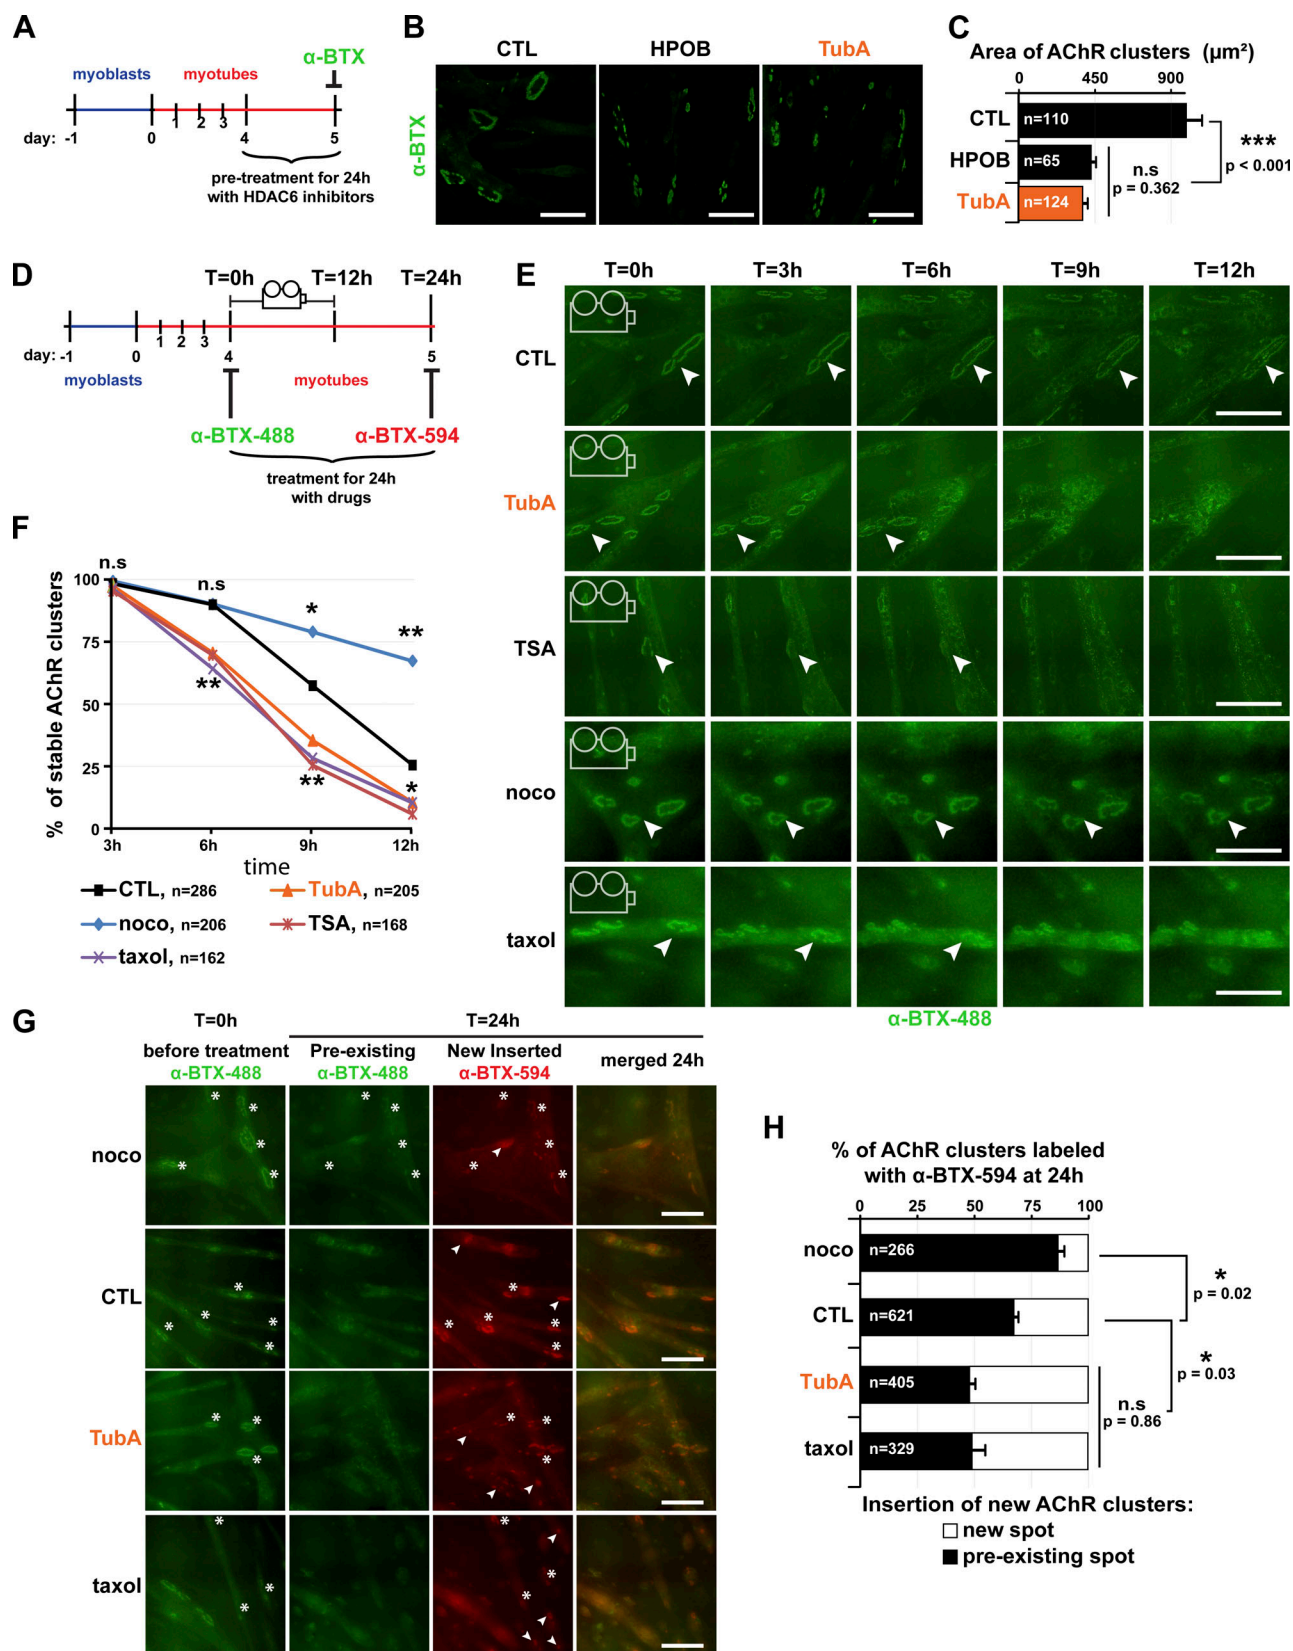 A
α-BTX
myoblasts
myotubes
day: -1 0 1 2 3 4 5
pre-treatment for 24h
with HDAC6 inhibitors
B
CTL HPOB TubA
α-BTX
C
Area of AChR clusters (µm²)
0 450 900
CTL n=110
HPOB n=65
TubA n=124
n.s
p = 0.362
***
p < 0.001
D
T=0h T=12h T=24h
day: -1 0 1 2 3 4 5
myoblasts myotubes
α-BTX-488 α-BTX-594
treatment for 24h
with drugs
E
T=0h T=3h T=6h T=9h T=12h
CTL
TubA
TSA
noco
taxol
α-BTX-488
F
% of stable AChR clusters
100
75
50
25
0
n.s
n.s
*
**
**
**
*
3h 6h 9h 12h
time
CTL, n=286
TubA, n=205
noco, n=206
TSA, n=168
taxol, n=162
G
T=0h T=24h
before treatment Pre-existing New Inserted merged 24h
α-BTX-488 α-BTX-488 α-BTX-594
noco
CTL
TubA
taxol
H
% of AChR clusters labeled
with α-BTX-594 at 24h
0 25 50 75 100
noco n=266
CTL n=621
TubA n=405
taxol n=329
*
p = 0.02
*
p = 0.03
n.s
p = 0.86
Insertion of new AChR clusters:
new spot
pre-existing spot